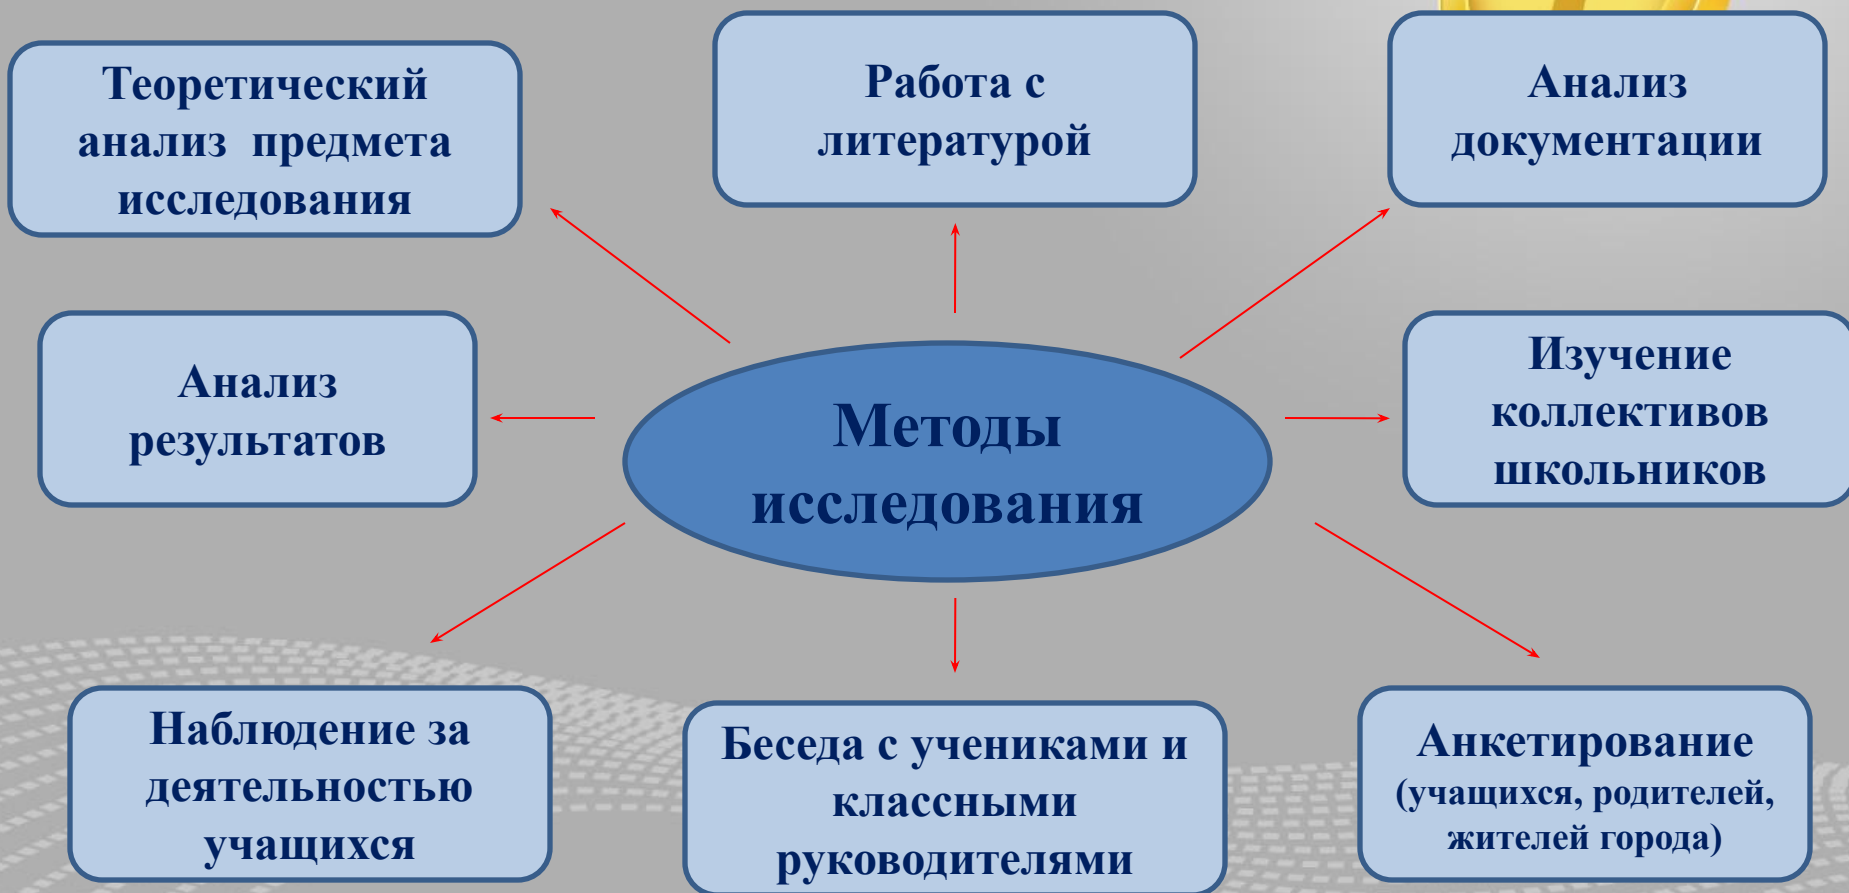 Теоретический
анализ  предмета
исследования
Работа с
литературой
Анализ
документации
Анализ
результатов
Методы
исследования
Изучение
коллективов
школьников
Наблюдение за
деятельностью
учащихся
Беседа с учениками и
классными
руководителями
Анкетирование
(учащихся, родителей,
жителей города)